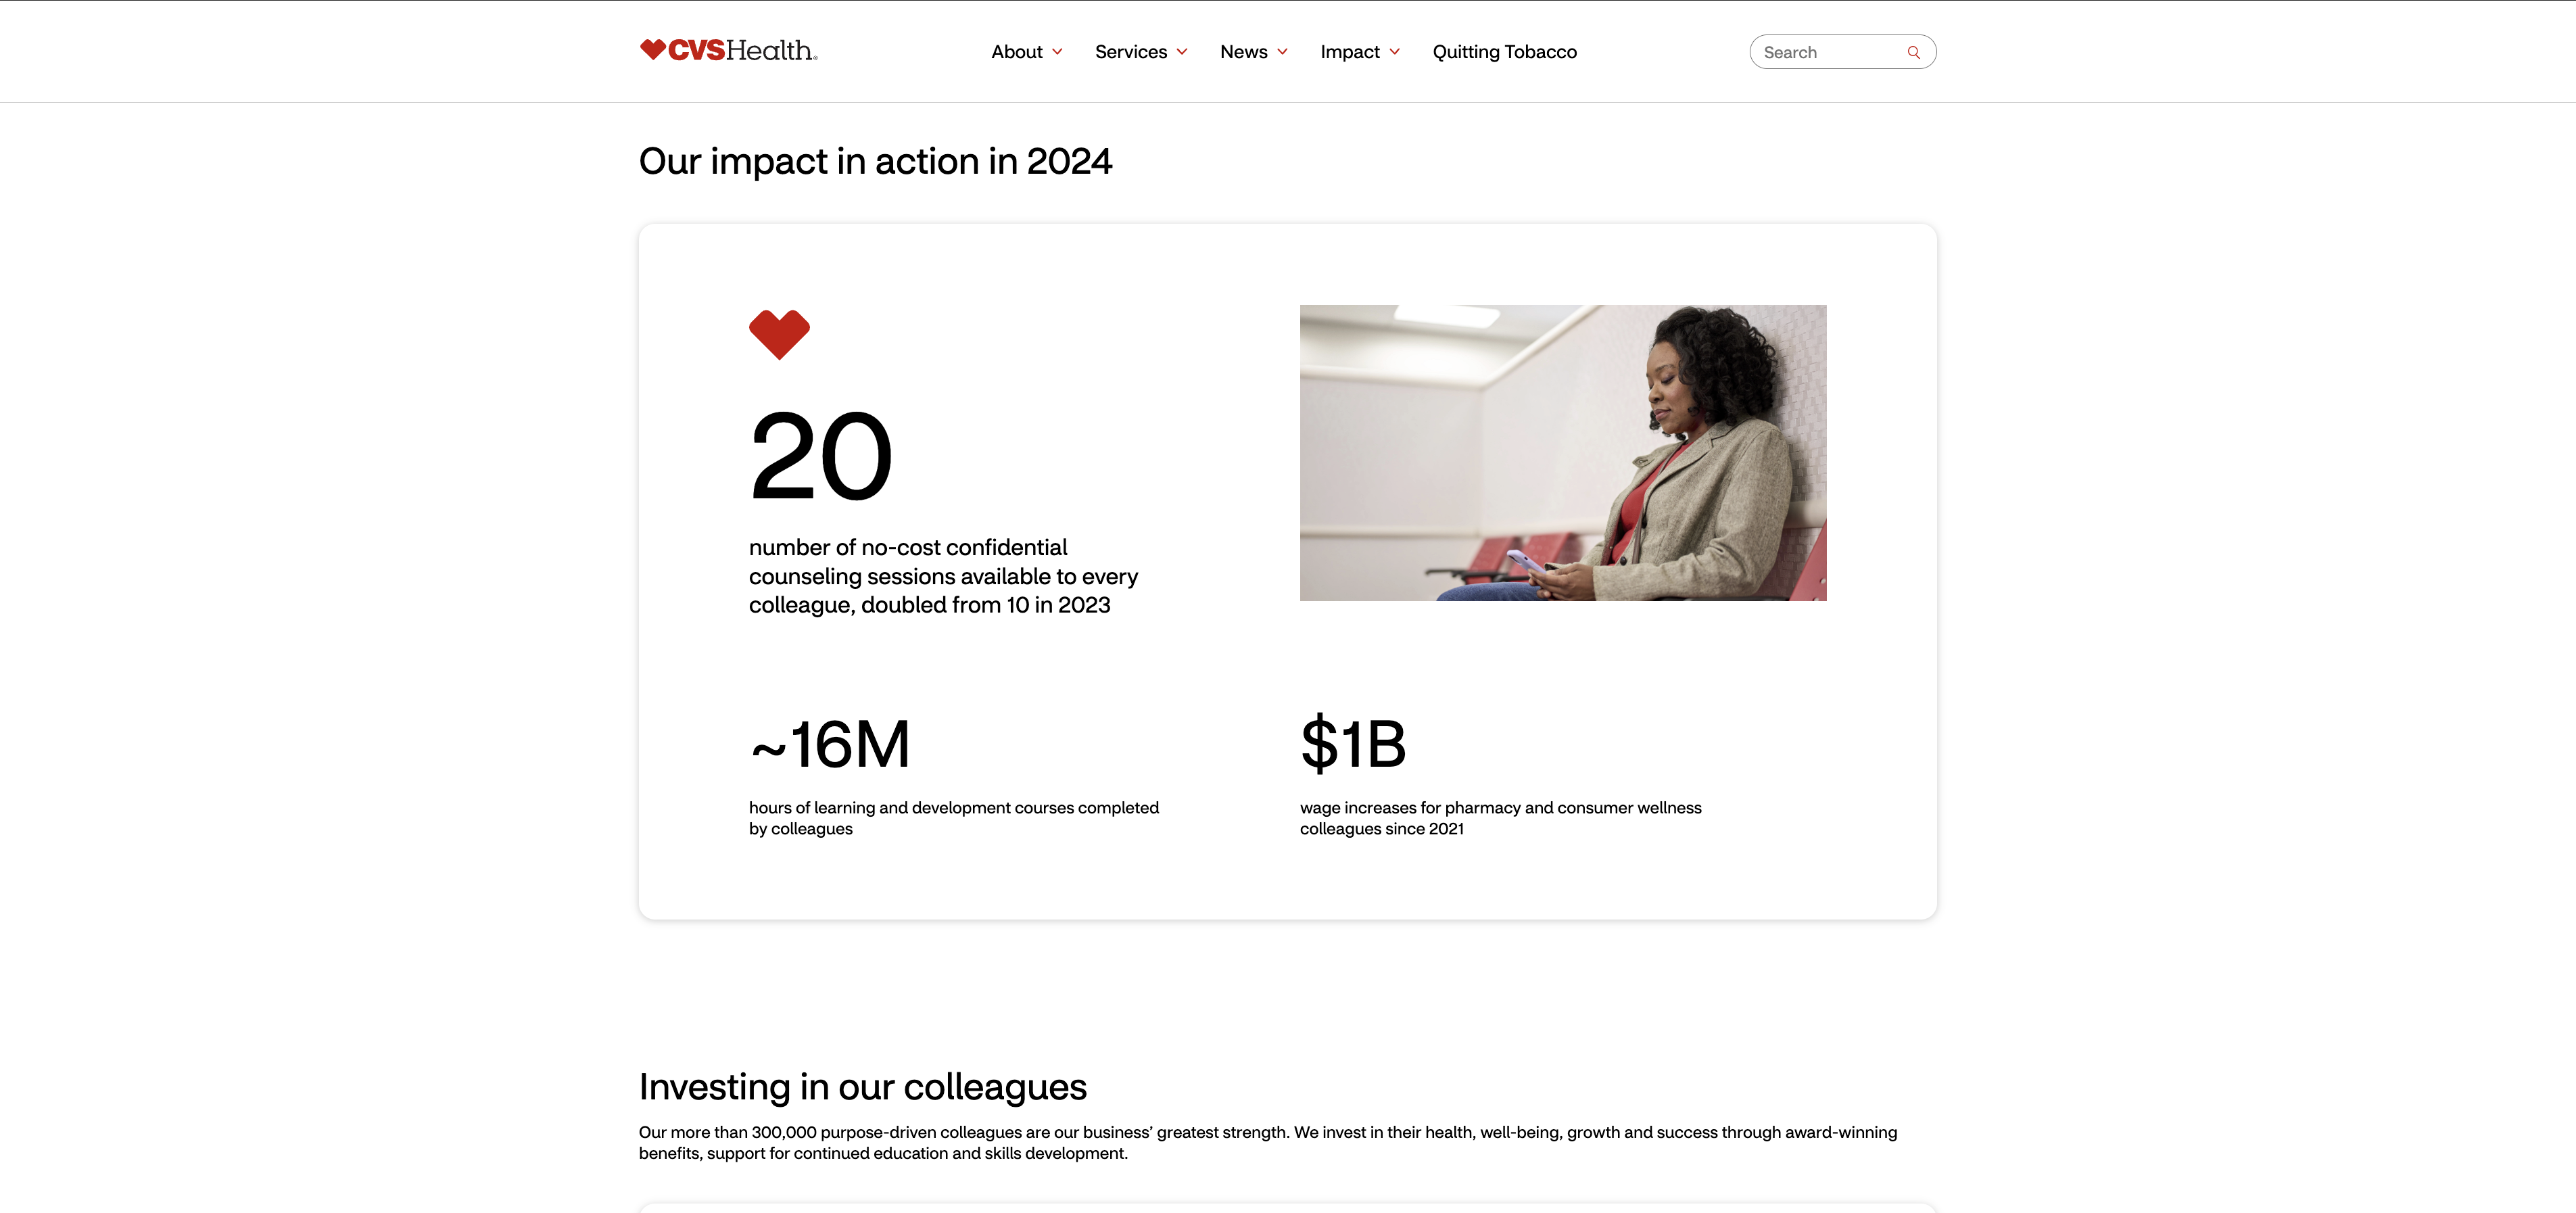 CVSHealth®
About
Services
News
Impact
Quitting Tobacco
Search
Our impact in action in 2024
20
number of no-cost confidential
counseling sessions available to every
colleague, doubled from 10 in 2023
~16M
hours of learning and development courses completed
by colleagues
$1B
wage increases for pharmacy and consumer wellness
colleagues since 2021
Investing in our colleagues
Our more than 300,000 purpose-driven colleagues are our business’ greatest strength. We invest in their health, well-being, growth and success through award-winning
benefits, support for continued education and skills development.